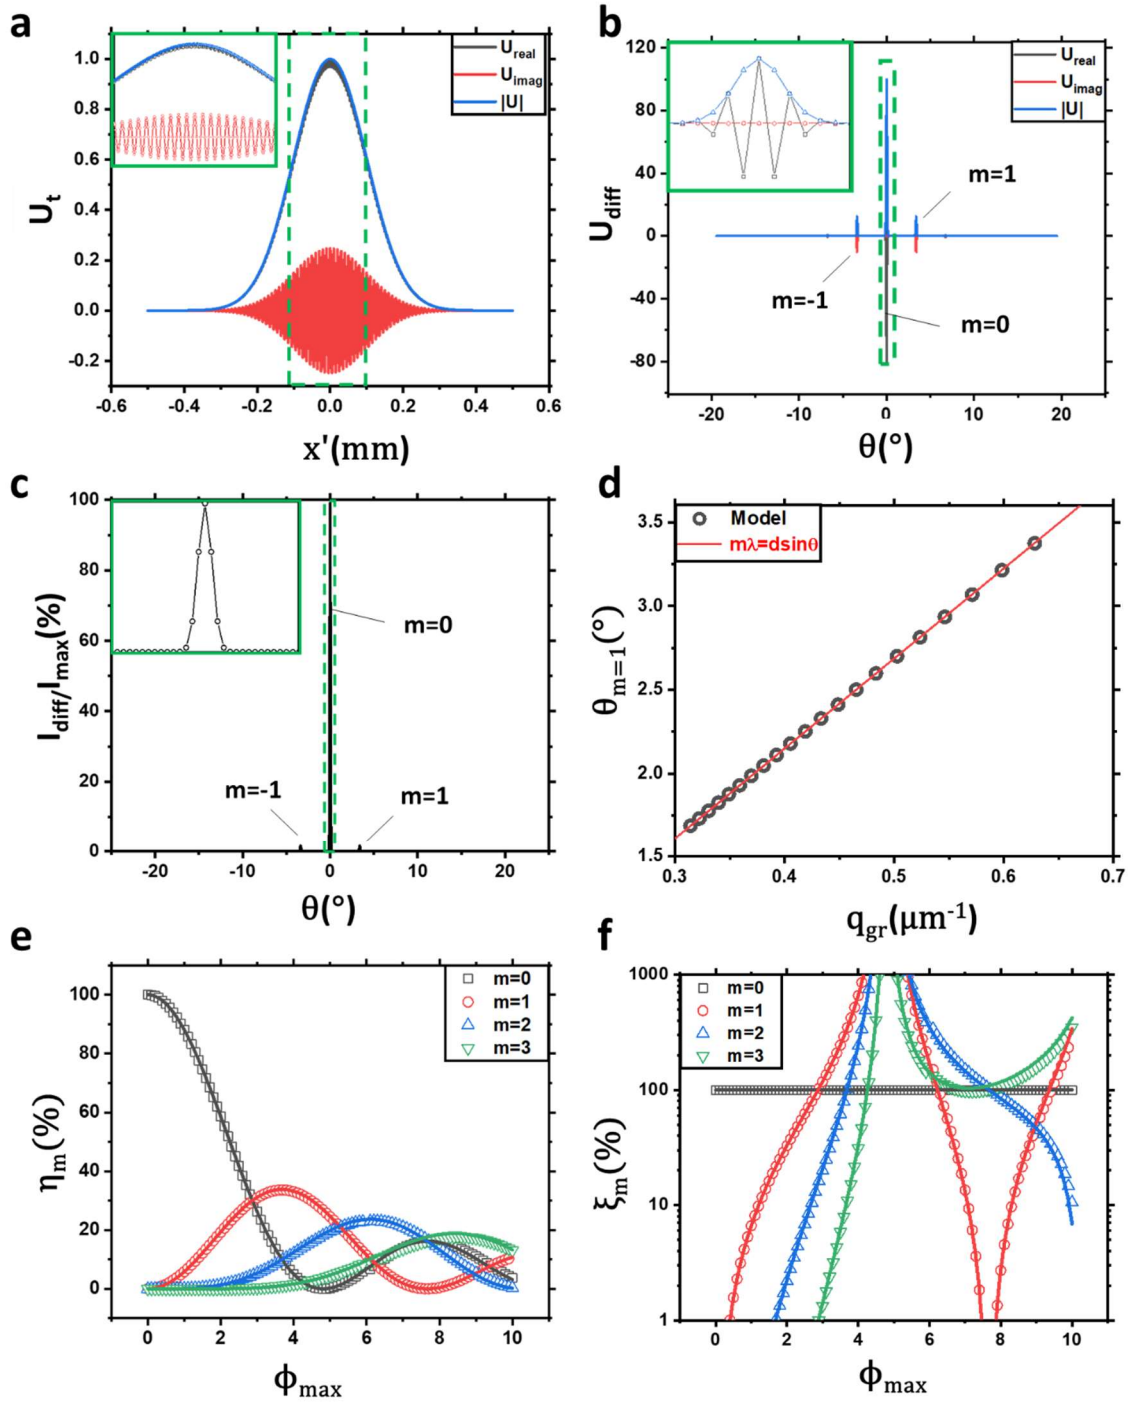 a
U_real
U_imag
|U|
1.0
0.8
0.6
0.4
0.2
0.0
-0.2
U_t
-0.6
-0.4
-0.2
0.0
0.2
0.4
0.6
x'(mm)
b
U_real
U_imag
|U|
120
80
40
0
-40
-80
U_diff
m=1
m=-1
m=0
-20
-10
0
10
20
θ(°)
c
100
80
60
40
20
0
I_diff/I_max(%)
m=0
m=-1
m=1
-20
-10
0
10
20
θ(°)
d
Model
mλ=dsinθ
3.5
3.0
2.5
2.0
1.5
θ_m=1(°)
0.3
0.4
0.5
0.6
0.7
q_gr(μm⁻¹)
e
m=0
m=1
m=2
m=3
100
80
60
40
20
0
η_m(%)
0
2
4
6
8
10
ϕ_max
f
m=0
m=1
m=2
m=3
1000
100
10
1
ξ_m(%)
0
2
4
6
8
10
ϕ_max